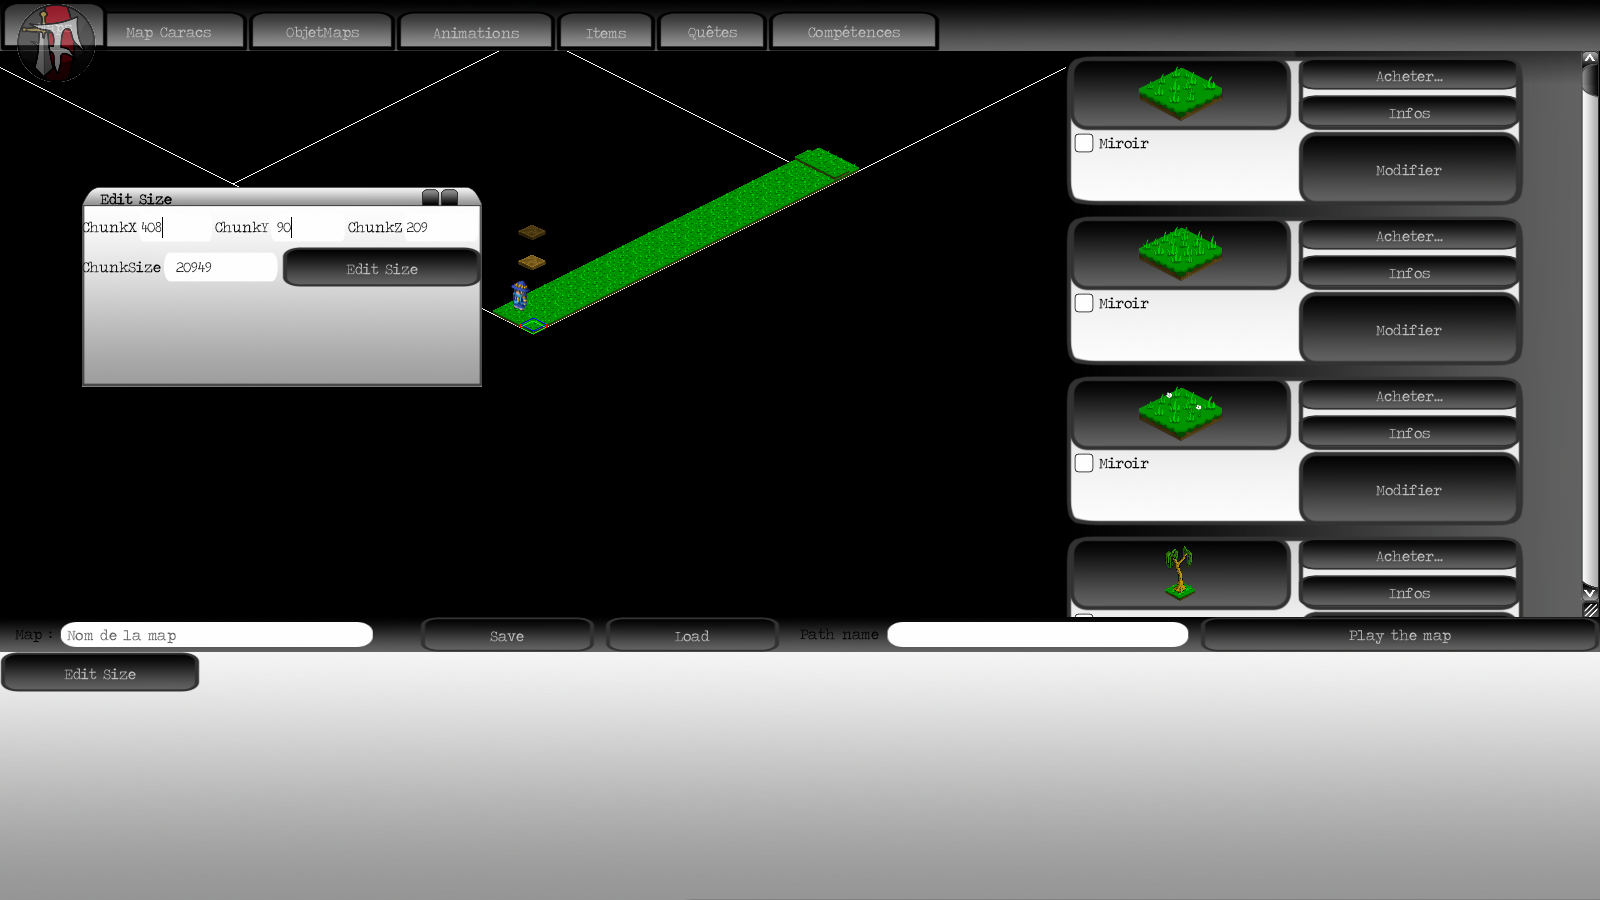 Map Caracs
ObjetMaps
Animations
Items
Quêtes
Compétences
Edit Size
ChunkX 408
ChunkY 90
ChunkZ 209
ChunkSize 20949
Edit Size
Acheter...
Infos
Miroir
Modifier
Acheter...
Infos
Miroir
Modifier
Acheter...
Infos
Miroir
Modifier
Acheter...
Infos
Map : Nom de la map
Save
Load
Path name
Play the map
Edit Size